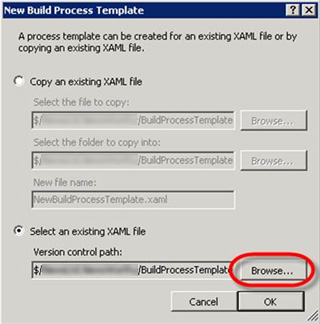 New Build Process Template
A process template can be created for an existing XAML file or by
copying an existing XAML file.
Copy an existing XAML file
Select the file to copy:
$/ /BuildProcessTemplate Browse...
Select the folder to copy into:
$/ /BuildProcessTemplate Browse...
New file name:
NewBuildProcessTemplate.xaml
Select an existing XAML file
Version control path:
$/ /BuildProcessTemplate Browse...
Cancel OK